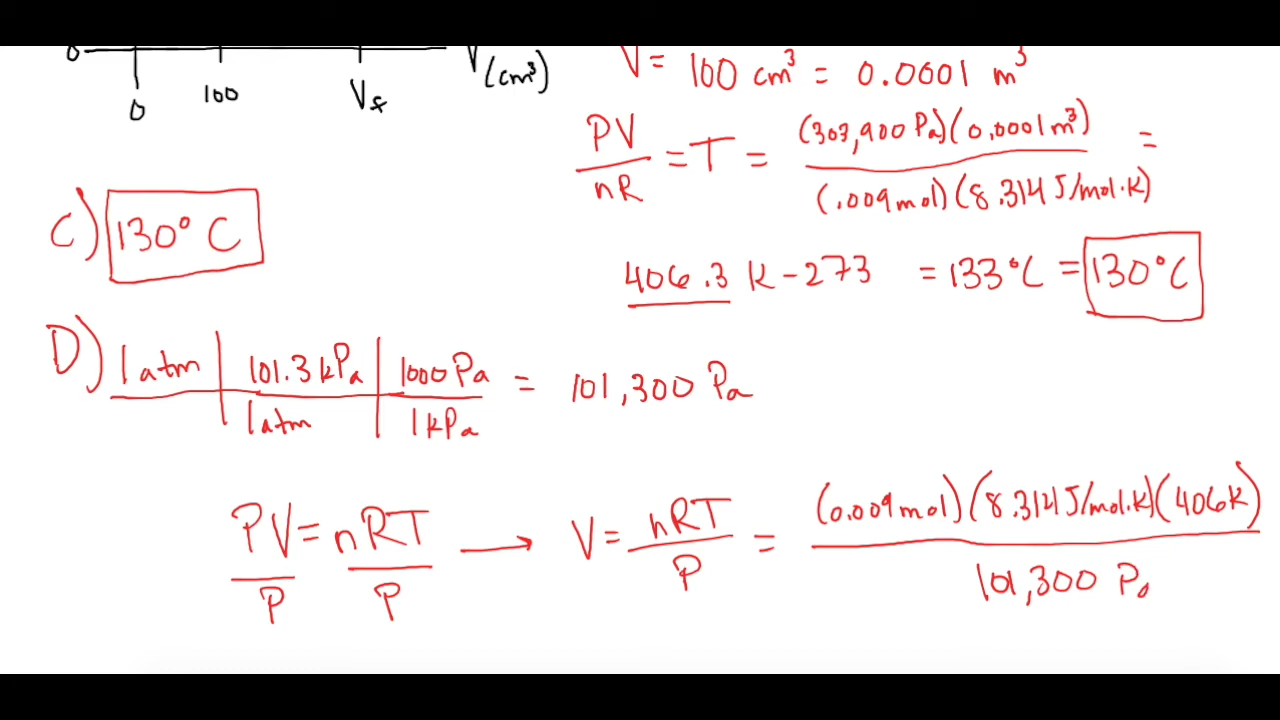 0
0 100 Vf V(cm³)
V = 100 cm³ = 0.0001 m³
PV/nR = T = (303,900 Pa)(0.0001 m³)/(.009 mol)(8.314 J/mol·K) =
406.3 K - 273 = 133°C = 130°C
C) 130° C
D) 1 atm | 101.3 kPa | 1000 Pa = 101,300 Pa
1 atm | 1 kPa
PV/P = nRT/P → V = nRT/P = (0.009 mol)(8.314 J/mol·K)(406 K)/101,300 Pa